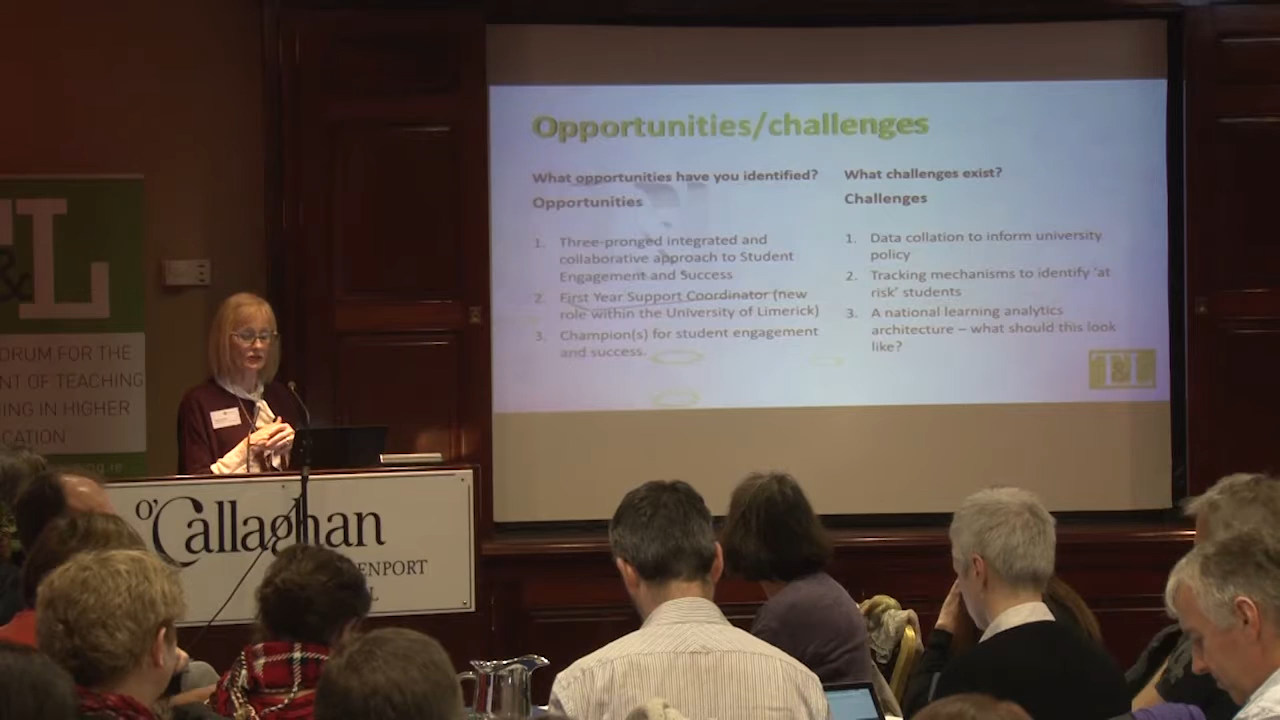 Opportunities/challenges
What opportunities have you identified?
Opportunities
1. Three-pronged integrated and
collaborative approach to Student
Engagement and Success
2. First Year Support Coordinator (new
role within the University of Limerick)
3. Champion(s) for student engagement
and success.
What challenges exist?
Challenges
1. Data collation to inform university
policy
2. Tracking mechanisms to identify ‘at
risk’ students
3. A national learning analytics
architecture – what should this look
like?
T&L
&L
ORUM FOR THE
NT OF TEACHING
ING IN HIGHER
CATION
ng.ie
O'Callaghan
ENPORT
L